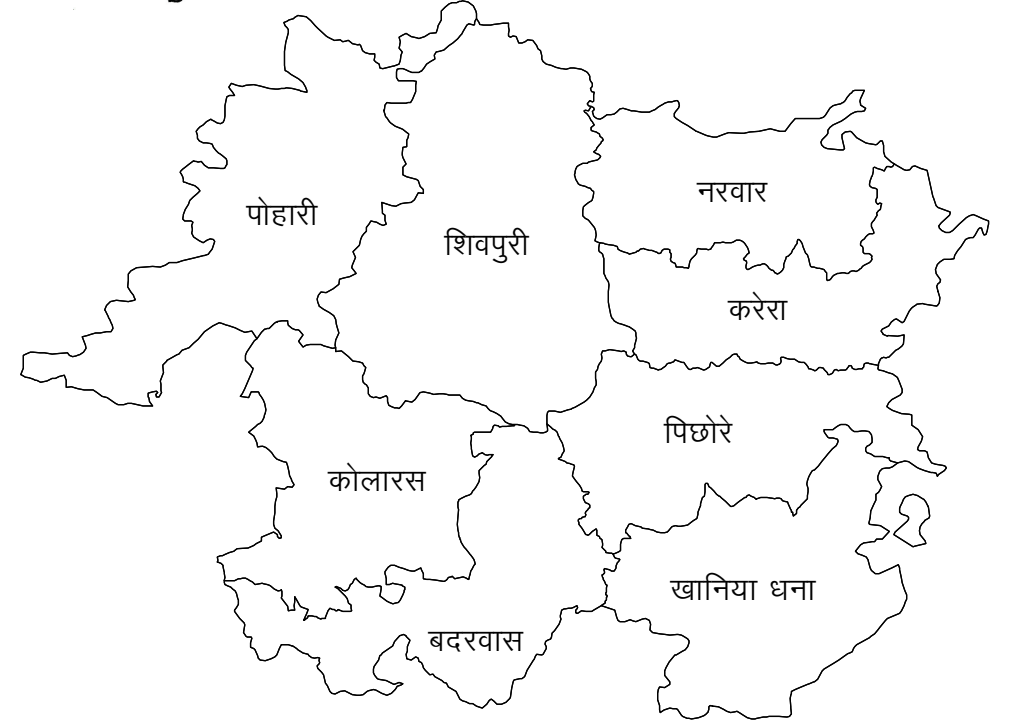 नरवार
पोहारी
शिवपुरी
करेरा
पिछोरे
कोलारस
खानिया धना
बदरवास